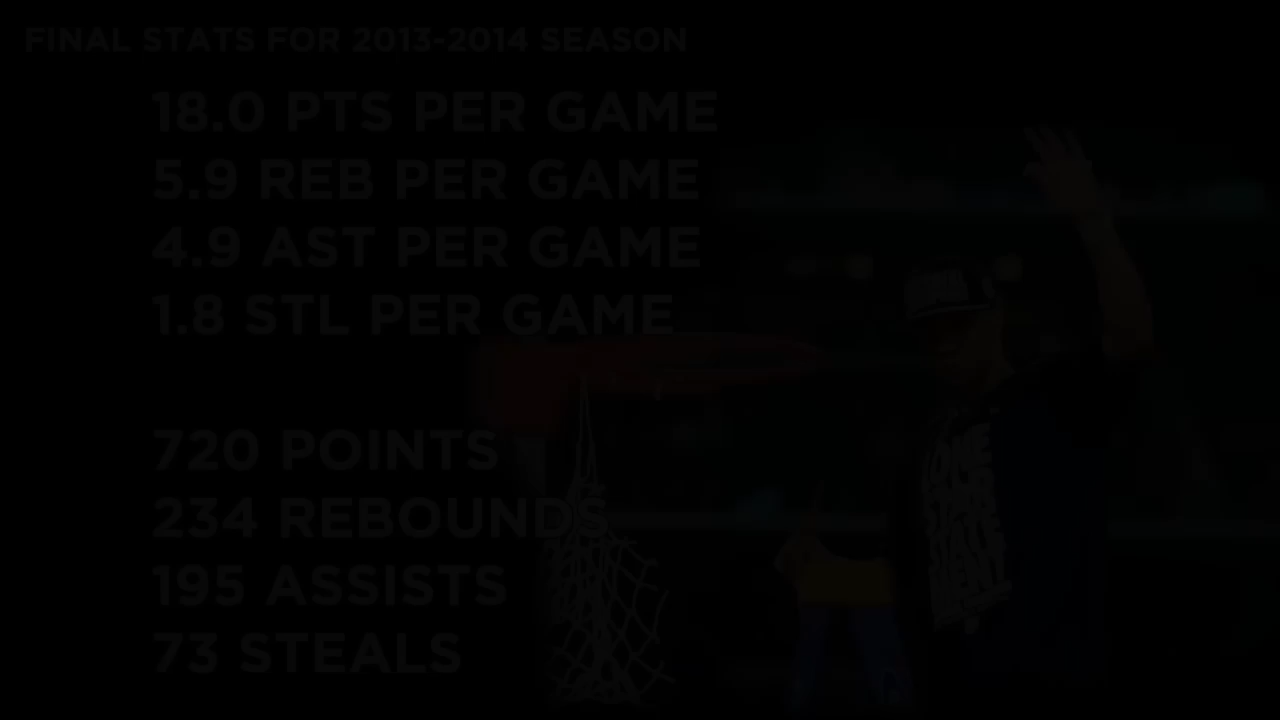 FINAL STATS FOR 2013-2014 SEASON
18.0 PTS PER GAME
5.9 REB PER GAME
4.9 AST PER GAME
1.8 STL PER GAME
720 POINTS
234 REBOUNDS
195 ASSISTS
73 STEALS